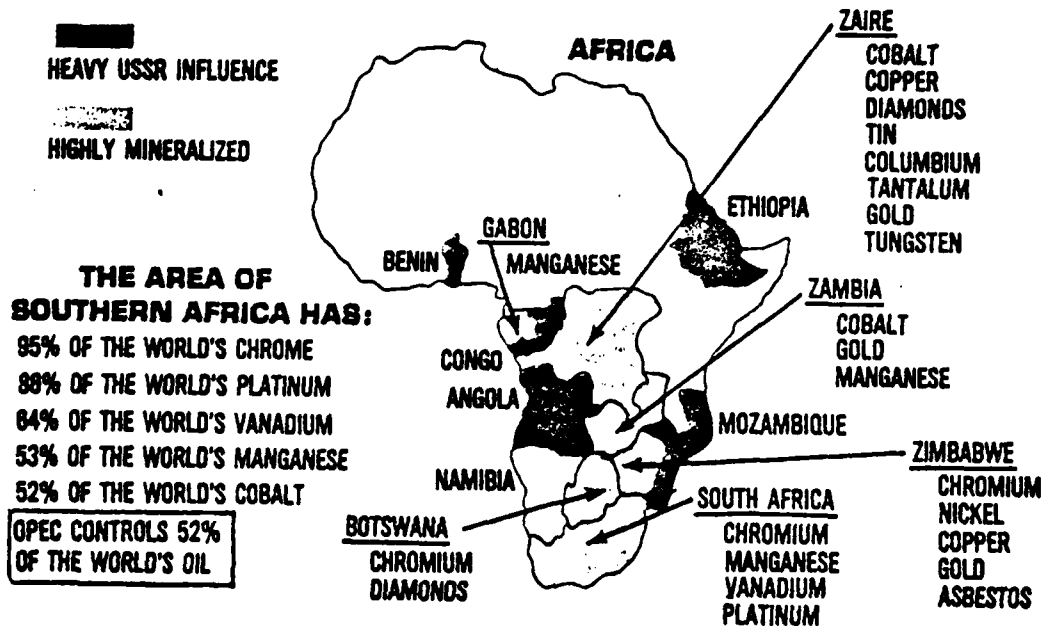 HEAVY USSR INFLUENCE
HIGHLY MINERALIZED
AFRICA
ZAIRE
COBALT
COPPER
DIAMONDS
TIN
COLUMBIUM
TANTALUM
GOLD
TUNGSTEN
ETHIOPIA
GABON
MANGANESE
BENIN
THE AREA OF
SOUTHERN AFRICA HAS:
95% OF THE WORLD'S CHROME
88% OF THE WORLD'S PLATINUM
64% OF THE WORLD'S VANADIUM
53% OF THE WORLD'S MANGANESE
52% OF THE WORLD'S COBALT
OPEC CONTROLS 52%
OF THE WORLD'S OIL
ZAMBIA
COBALT
GOLD
MANGANESE
CONGO
ANGOLA
MOZAMBIQUE
NAMIBIA
ZIMBABWE
CHROMIUM
NICKEL
COPPER
GOLD
ASBESTOS
BOTSWANA
CHROMIUM
DIAMONDS
SOUTH AFRICA
CHROMIUM
MANGANESE
VANADIUM
PLATINUM